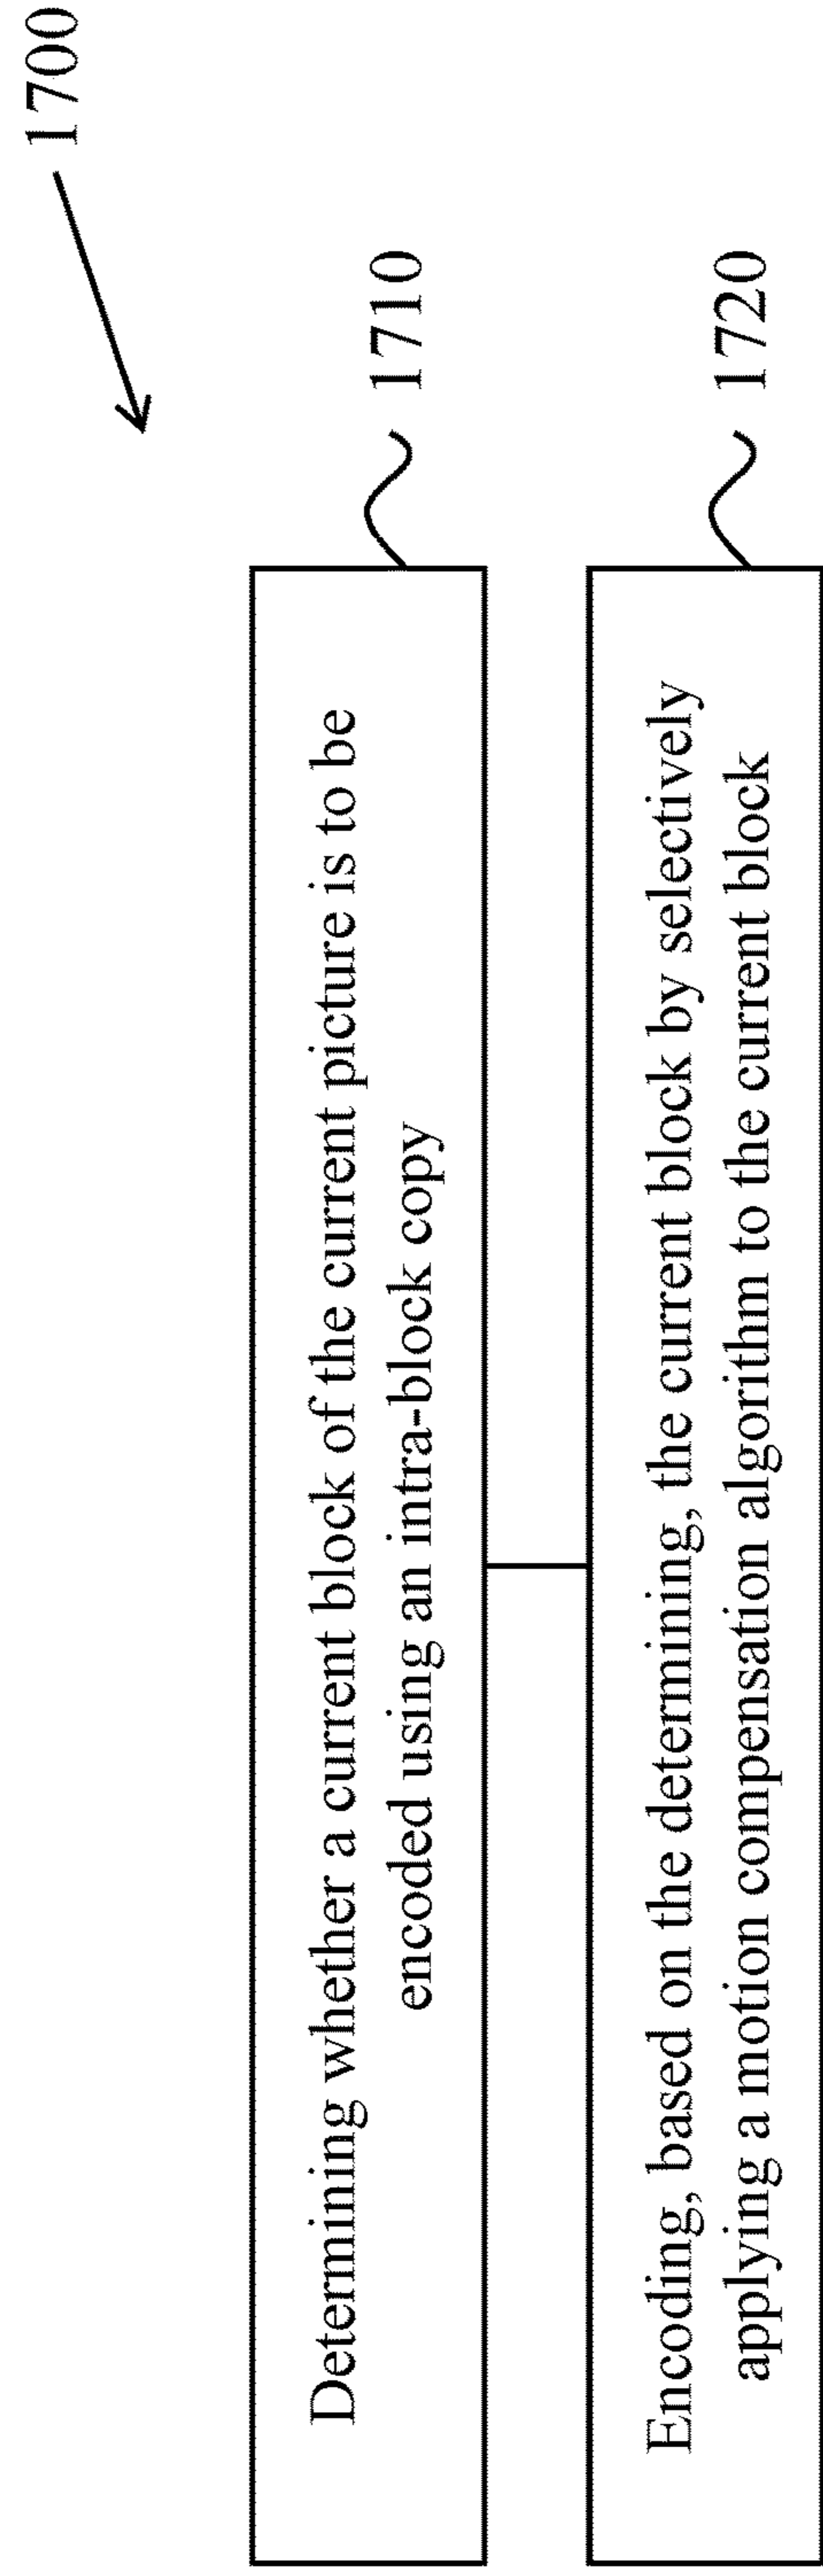 1700
Determining whether a current block of the current picture is to be
encoded using an intra-block copy
1710
Encoding, based on the determining, the current block by selectively
applying a motion compensation algorithm to the current block
1720